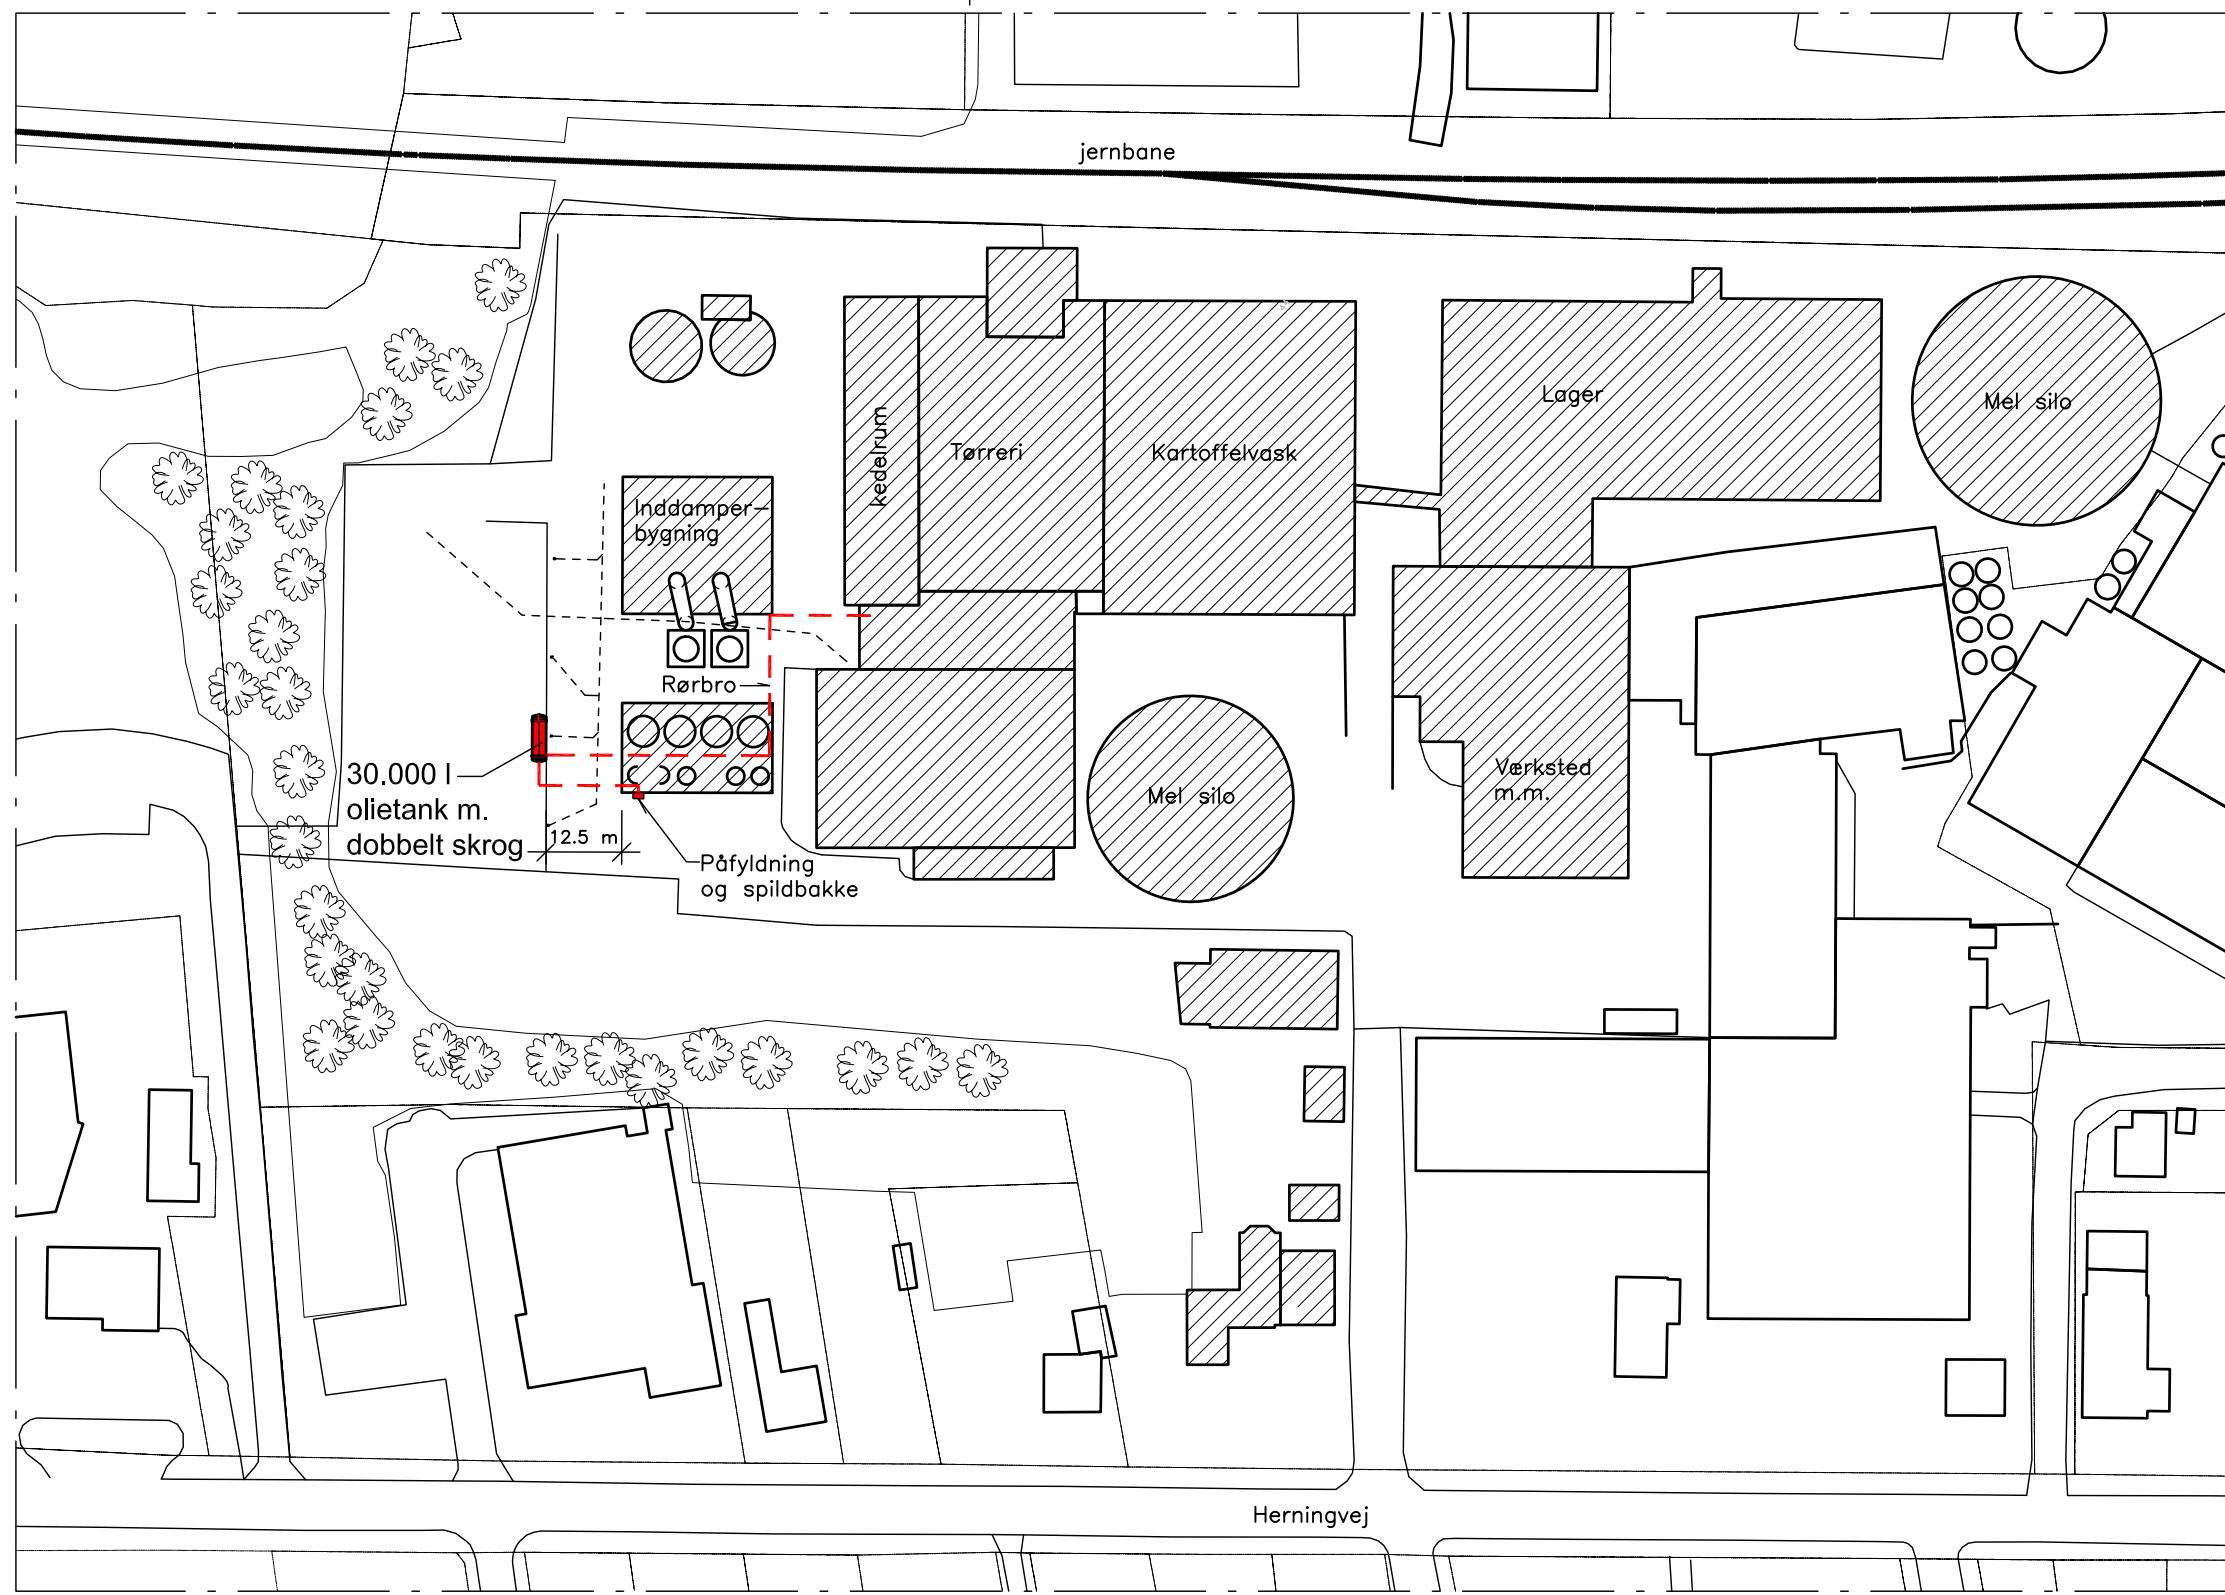 jernbane
Lager
Mel silo
kedelrum
Tørreri
Kartoffelvask
Inddamper-
bygning
Rørbro
30.000 l
olietank m.
dobbelt skrog
12.5 m
Påfyldning
og spildbakke
Mel silo
Værksted
m.m.
Herningvej